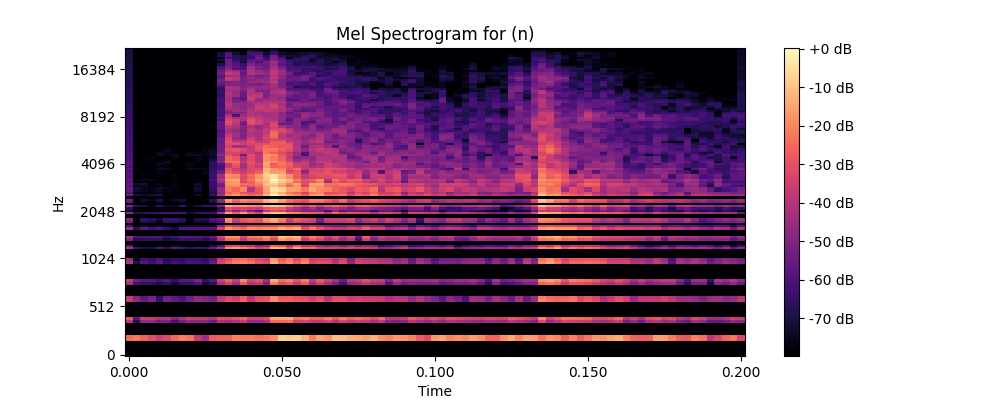 Mel Spectrogram for (n)
Hz
16384
8192
4096
2048
1024
512
0
0.000 0.050 0.100 0.150 0.200
Time
+0 dB
-10 dB
-20 dB
-30 dB
-40 dB
-50 dB
-60 dB
-70 dB